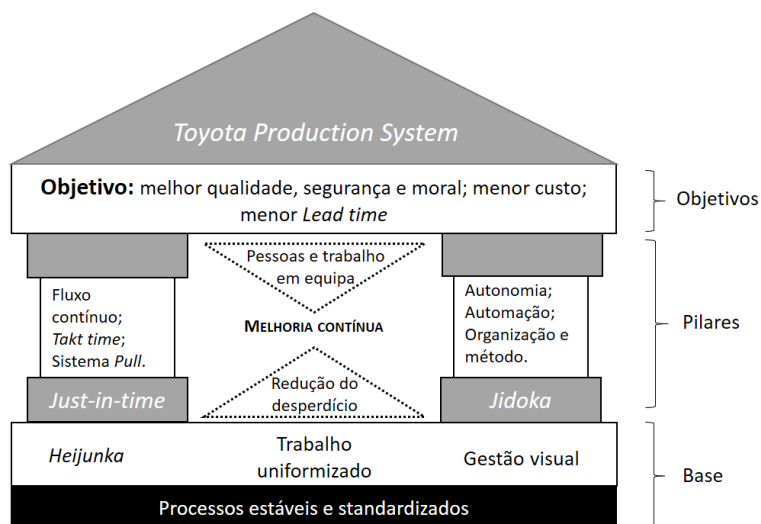 Toyota Production System
Objetivo: melhor qualidade, segurança e moral; menor custo;
menor Lead time
Objetivos
Pessoas e trabalho
em equipa
Fluxo
contínuo;
Takt time;
Sistema Pull.
MELHORIA CONTÍNUA
Autonomia;
Automação;
Organização e
método.
Pilares
Just-in-time
Redução do
desperdício
Jidoka
Heijunka
Trabalho
uniformizado
Gestão visual
Base
Processos estáveis e standardizados